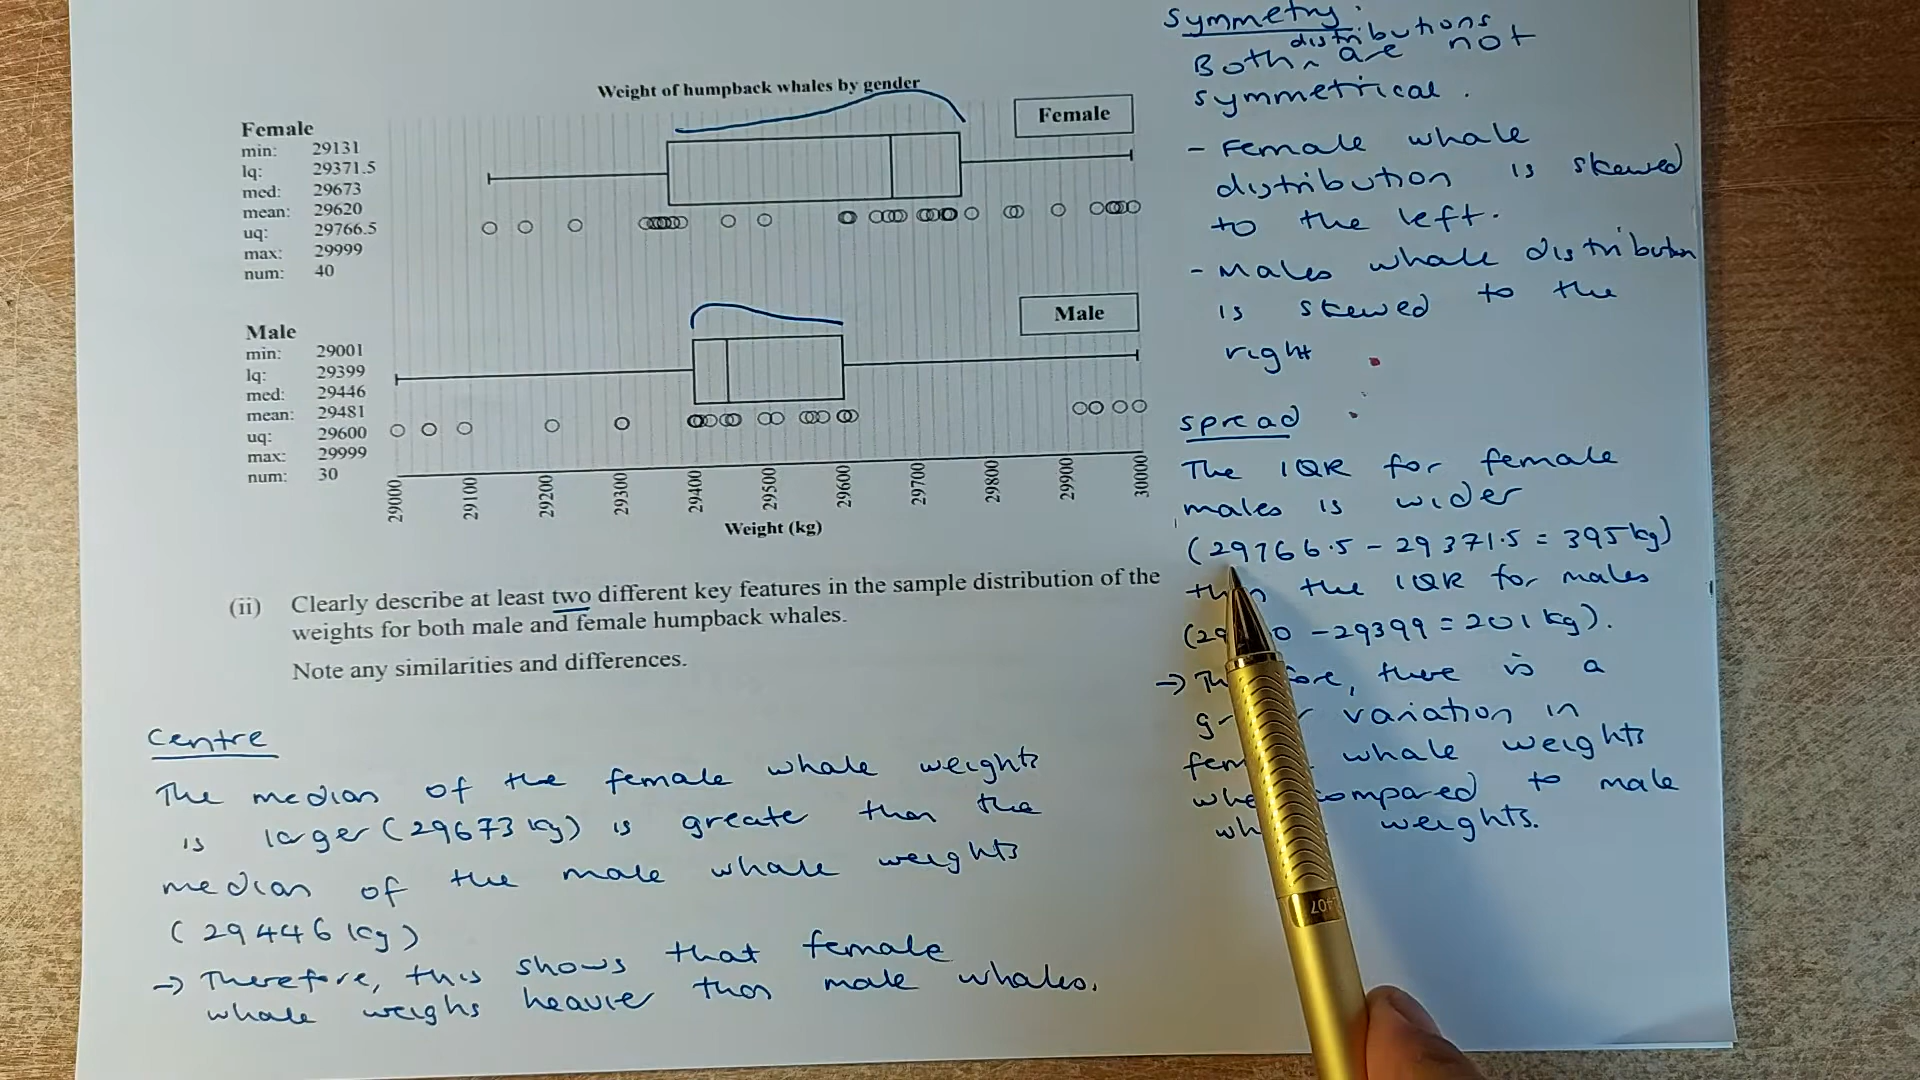 Weight of humpback whales by gender
Female
min: 29131
lq: 29371.5
med: 29673
mean: 29620
uq: 29766.5
max: 29999
num: 40
Female
Male
min: 29001
lq: 29399
med: 29446
mean: 29481
uq: 29600
max: 29999
num: 30
Male
29000 29100 29200 29300 29400 29500 29600 29700 29800 29900 30000
Weight (kg)
(ii) Clearly describe at least two different key features in the sample distribution of the
weights for both male and female humpback whales.
Note any similarities and differences.
Centre
The median of the female whale weights
is larger (29673 kg) is greate than the
median of the male whale weights
(29446 kg)
→ Therefore, this shows that female
whale weighs heavier than male whales.
Symmetry.
distributions
Both ^ are not
symmetrical.
- Female whale
distribution is skewed
to the left.
- Males whale distribution
is skewed to the
right
spread
The IQR for female
males is wider
(29766.5 - 29371.5 = 395 kg)
the IQR for males
- 29399 = 201 kg).
→ there is a
variation in
whale weights
compared to male
weights.
1.407